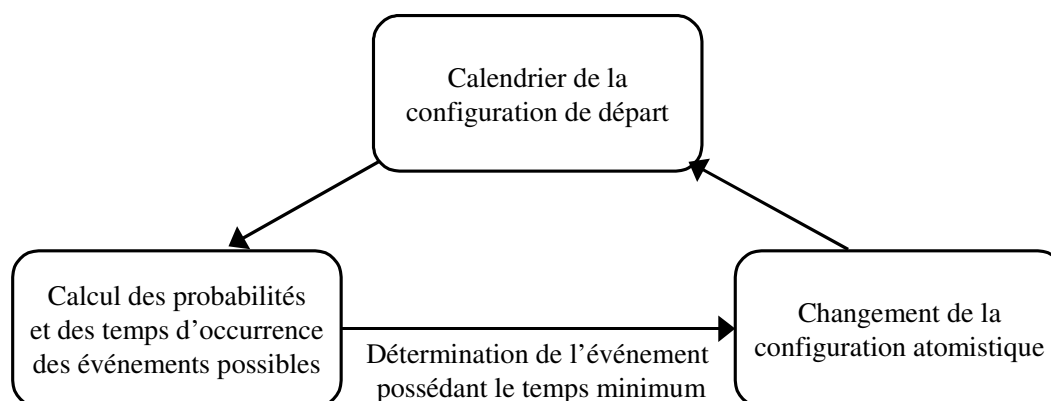 Calendrier de la
configuration de départ
Calcul des probabilités
et des temps d’occurrence
des événements possibles
Détermination de l’événement
possédant le temps minimum
Changement de la
configuration atomistique